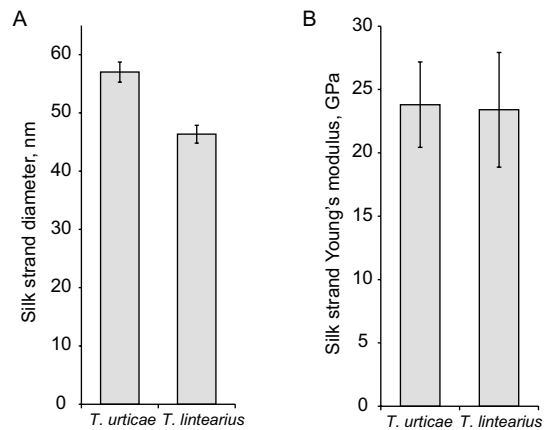 A
Silk strand diameter, nm
60
50
40
30
20
10
0
T. urticae
T. lintearius
B
Silk strand Young's modulus, GPa
30
25
20
15
10
5
0
T. urticae
T. lintearius